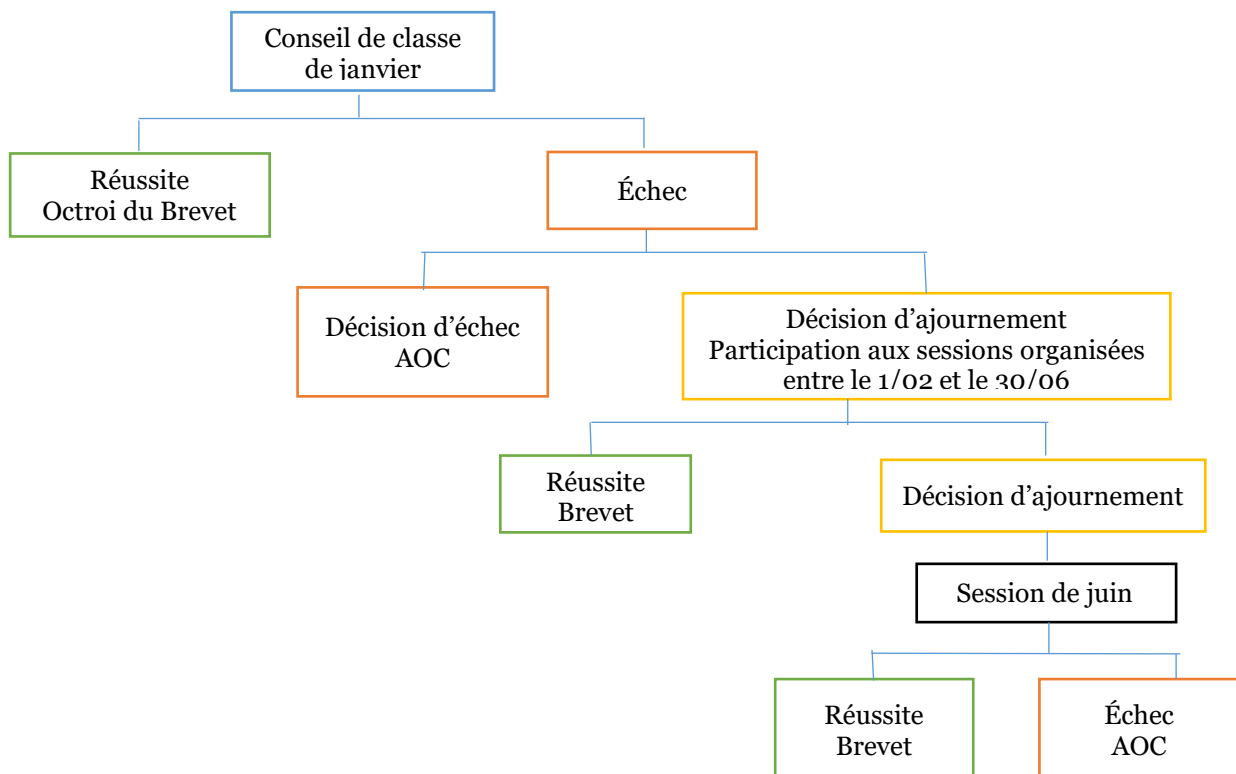 Conseil de classe
de janvier
Réussite
Octroi du Brevet
Échec
Décision d’échec
AOC
Décision d’ajournement
Participation aux sessions organisées
entre le 1/02 et le 30/06
Réussite
Brevet
Décision d’ajournement
Session de juin
Réussite
Brevet
Échec
AOC